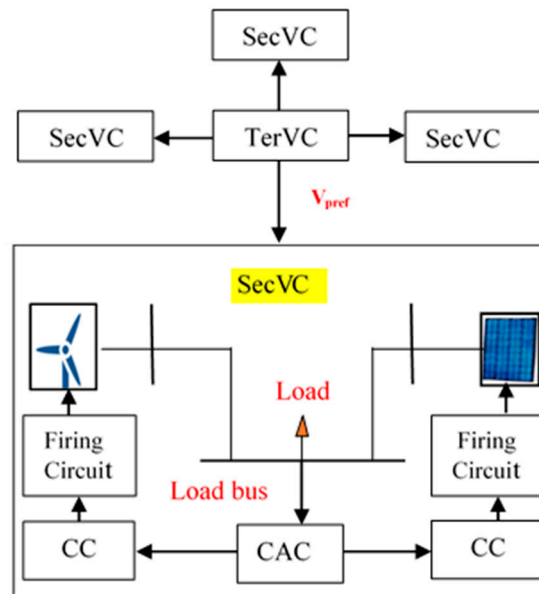 SecVC
SecVC
TerVC
SecVC
Vpref
SecVC
Load
Firing
Circuit
Firing
Circuit
Load bus
CC
CAC
CC